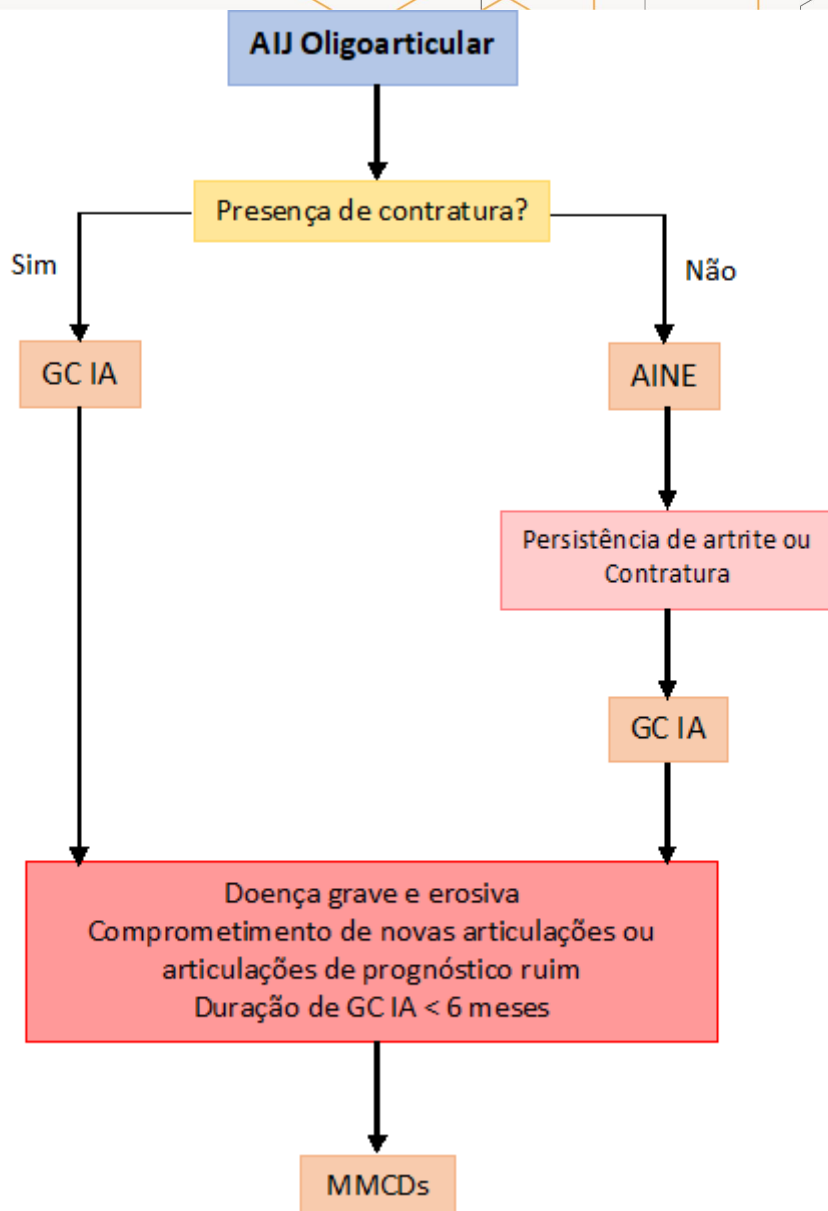 AIJ Oligoarticular
Presença de contratura?
Sim
Não
GC IA
AINE
Persistência de artrite ou
Contratura
GC IA
Doença grave e erosiva
Comprometimento de novas articulações ou
articulações de prognóstico ruim
Duração de GC IA < 6 meses
MMCDs